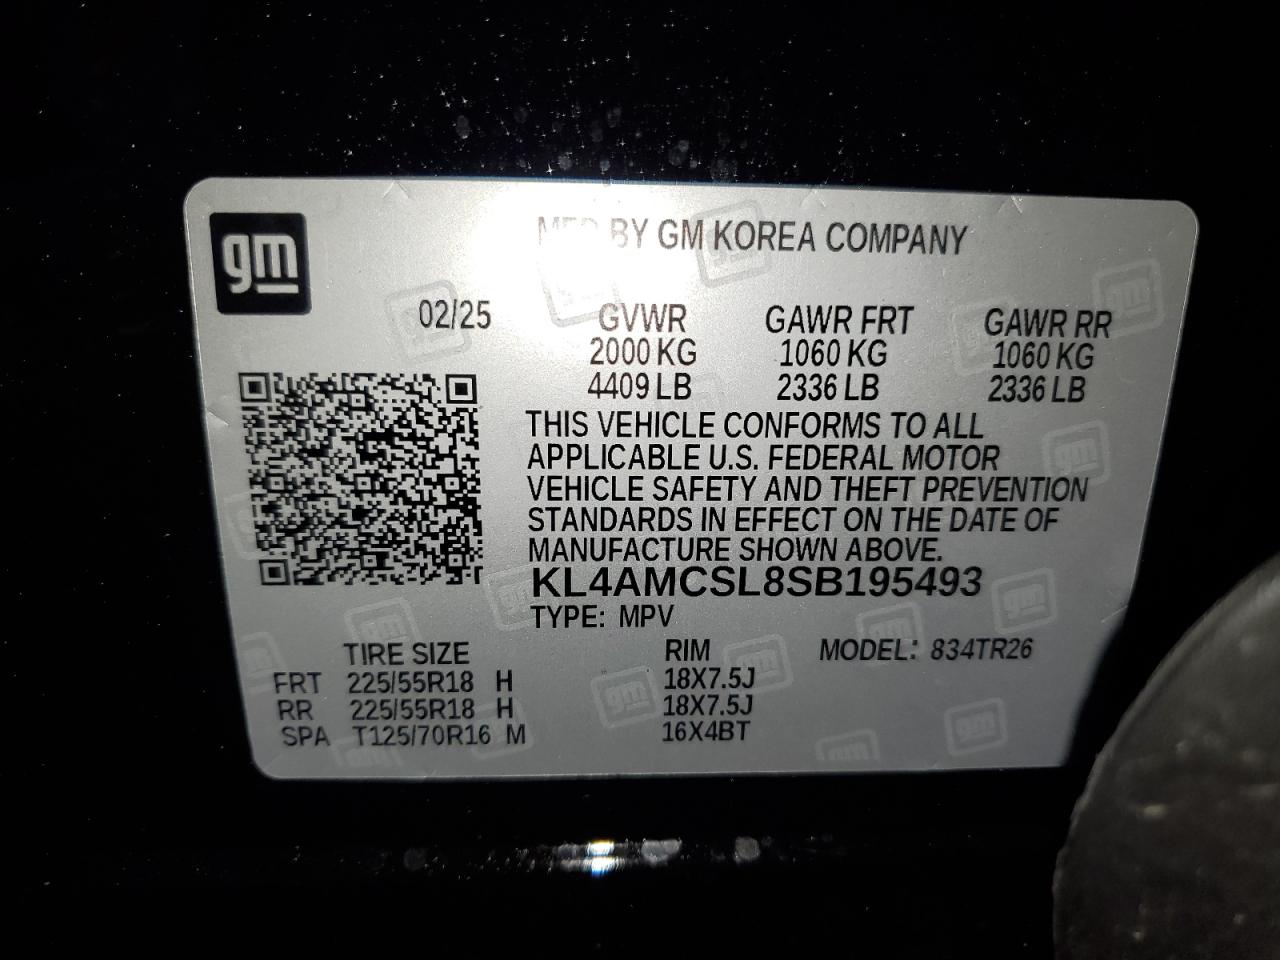 gm
MFG BY GM KOREA COMPANY
02/25 GVWR GAWR FRT GAWR RR
2000 KG 1060 KG 1060 KG
4409 LB 2336 LB 2336 LB
THIS VEHICLE CONFORMS TO ALL
APPLICABLE U.S. FEDERAL MOTOR
VEHICLE SAFETY AND THEFT PREVENTION
STANDARDS IN EFFECT ON THE DATE OF
MANUFACTURE SHOWN ABOVE.
KL4AMCSL8SB195493
TYPE: MPV
TIRE SIZE RIM MODEL: 834TR26
FRT 225/55R18 H 18X7.5J
RR 225/55R18 H 18X7.5J
SPA T125/70R16 M 16X4BT